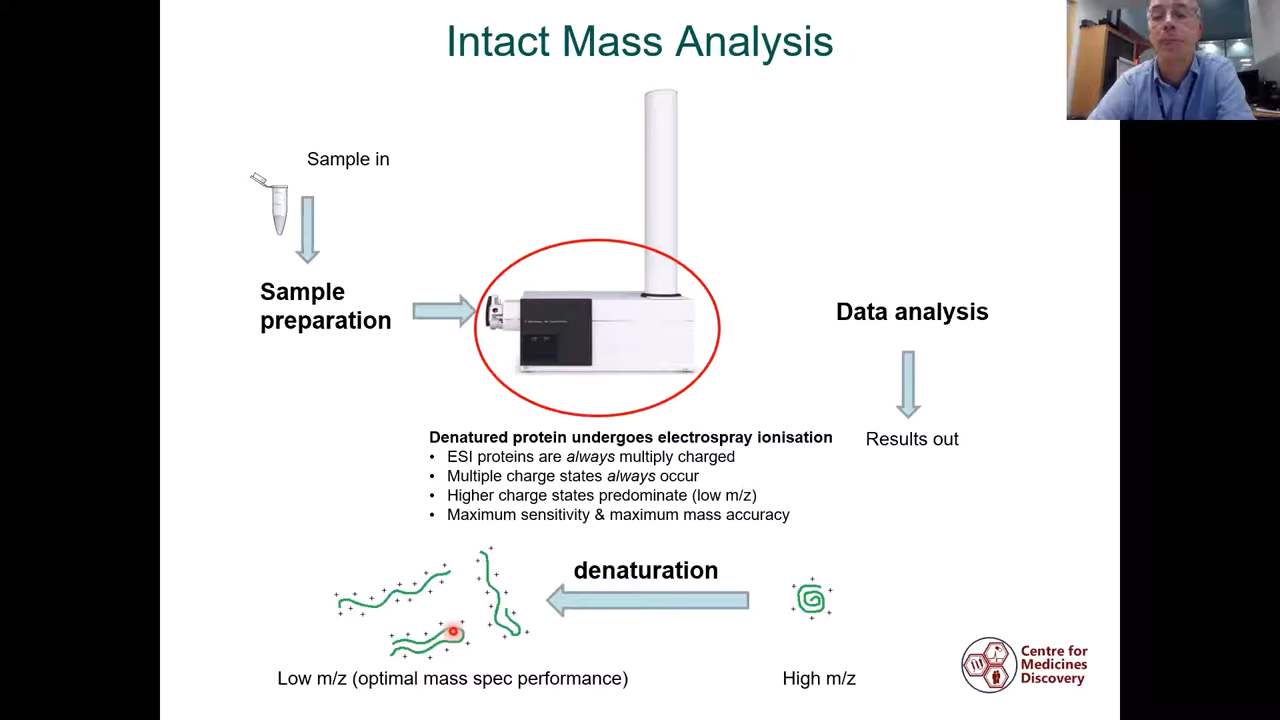 Intact Mass Analysis
Sample in
Sample
preparation
Data analysis
Results out
Denatured protein undergoes electrospray ionisation
• ESI proteins are always multiply charged
• Multiple charge states always occur
• Higher charge states predominate (low m/z)
• Maximum sensitivity & maximum mass accuracy
denaturation
Low m/z (optimal mass spec performance)
High m/z
Centre for
Medicines
Discovery